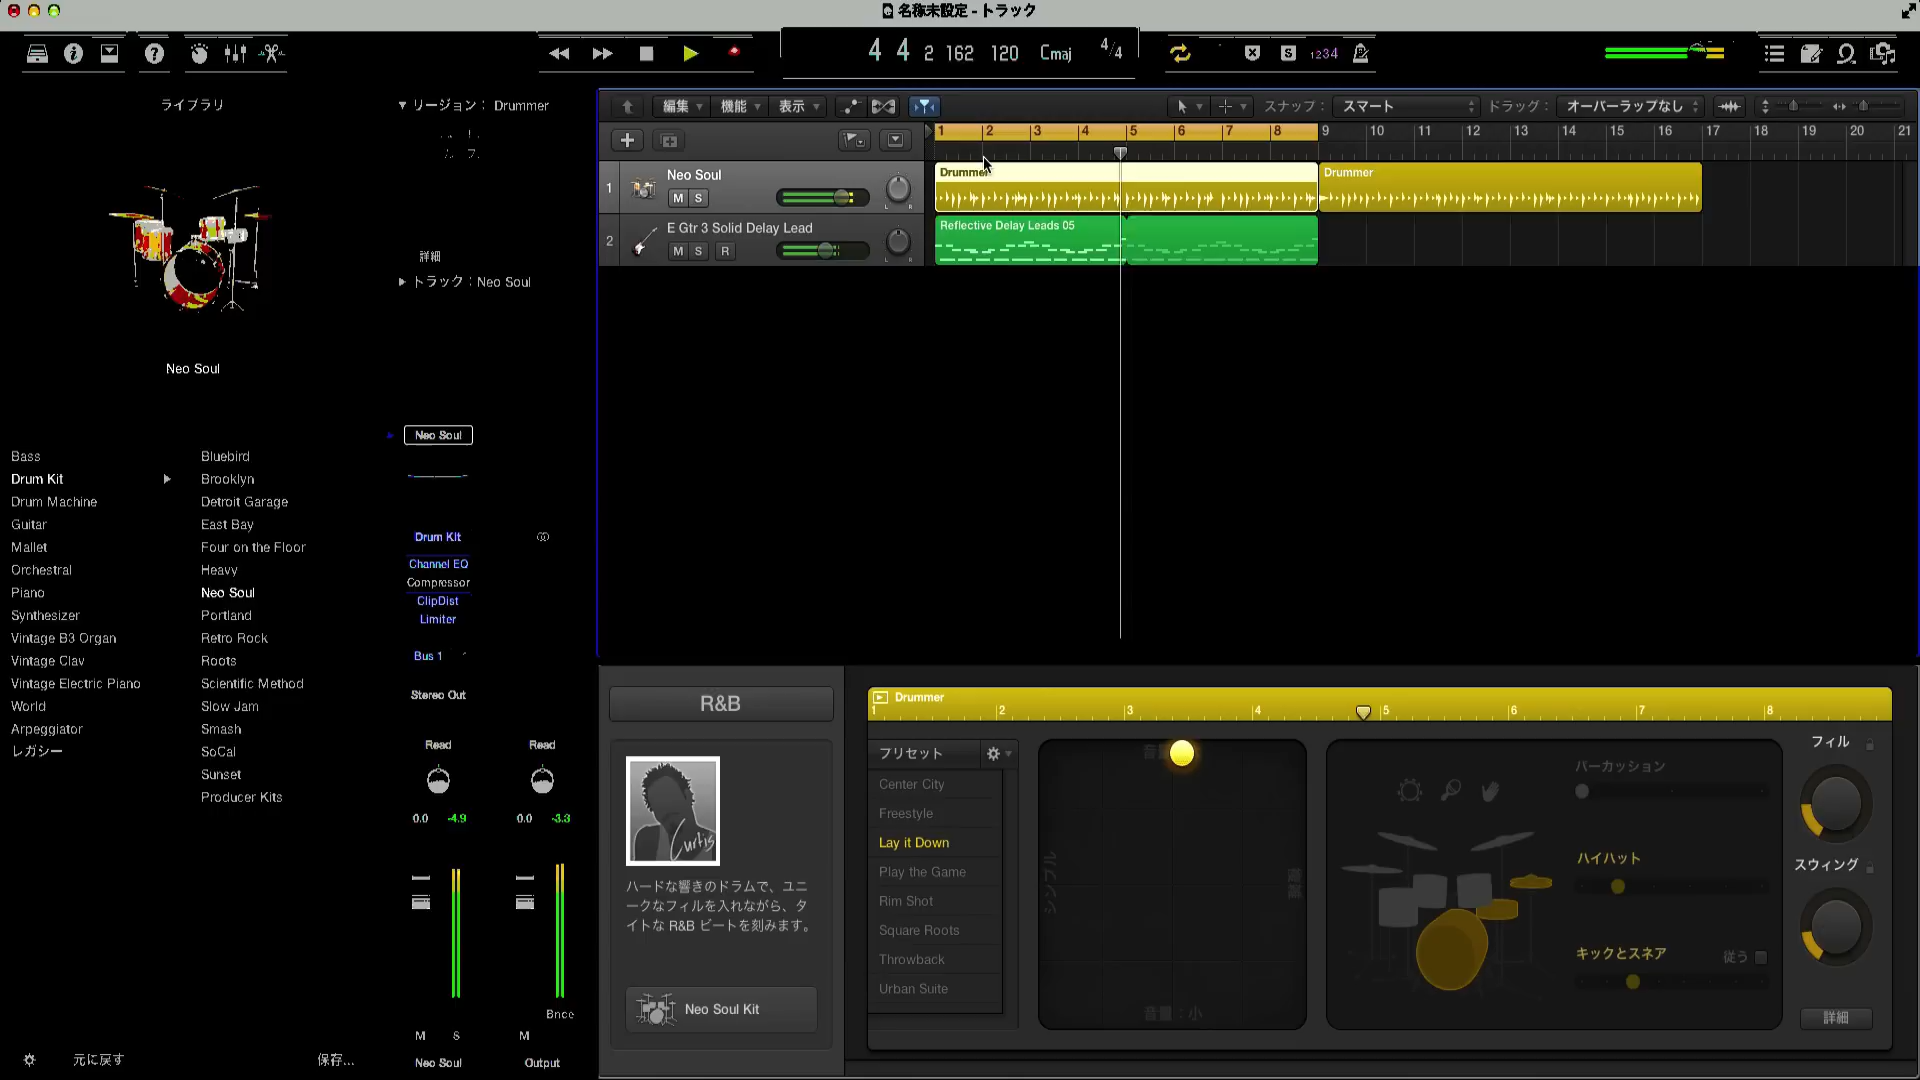 名称未設定 - トラック
4 4 2 162 120 Cmaj 4/4
S 1234
ライブラリ
▼ リージョン： Drummer
編集 機能 表示
スナップ： スマート
ドラッグ： オーバーラップなし
1 2 3 4 5 6 7 8 9 10 11 12 13 14 15 16 17 18 19 20 21
1 Neo Soul
M S
L R
Drummer
Drummer
2 E Gtr 3 Solid Delay Lead
M S R
L R
Reflective Delay Leads 05
詳細
▶ トラック：Neo Soul
Neo Soul
Neo Soul
Bass
Drum Kit
Drum Machine
Guitar
Mallet
Orchestral
Piano
Synthesizer
Vintage B3 Organ
Vintage Clav
Vintage Electric Piano
World
Arpeggiator
レガシー
Bluebird
Brooklyn
Detroit Garage
East Bay
Four on the Floor
Heavy
Neo Soul
Portland
Retro Rock
Roots
Scientific Method
Slow Jam
Smash
SoCal
Sunset
Producer Kits
Drum Kit
Channel EQ
Compressor
ClipDist
Limiter
Bus 1
Stereo Out
Read Read
0.0 -4.9 0.0 -3.3
Bnce
M S M
Neo Soul Output
元に戻す 保存...
R&B
Curtis
ハードな響きのドラムで、ユニ
ークなフィルを入れながら、タ
イトな R&B ビートを刻みます。
Neo Soul Kit
Drummer
1 2 3 4 5 6 7 8
プリセット
Center City
Freestyle
Lay it Down
Play the Game
Rim Shot
Square Roots
Throwback
Urban Suite
シンプル
複雑
音量：小
パーカッション
ハイハット
キックとスネア 従う
フィル
スウィング
詳細